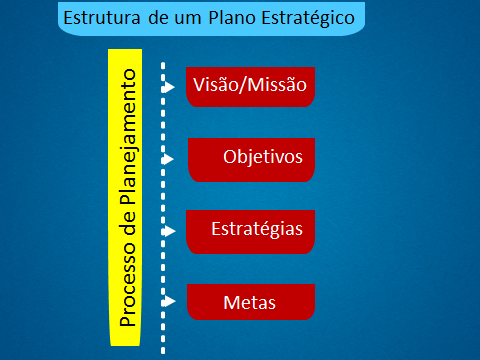 Estrutura de um Plano Estratégico
Processo de Planejamento
Visão/Missão
Objetivos
Estratégias
Metas